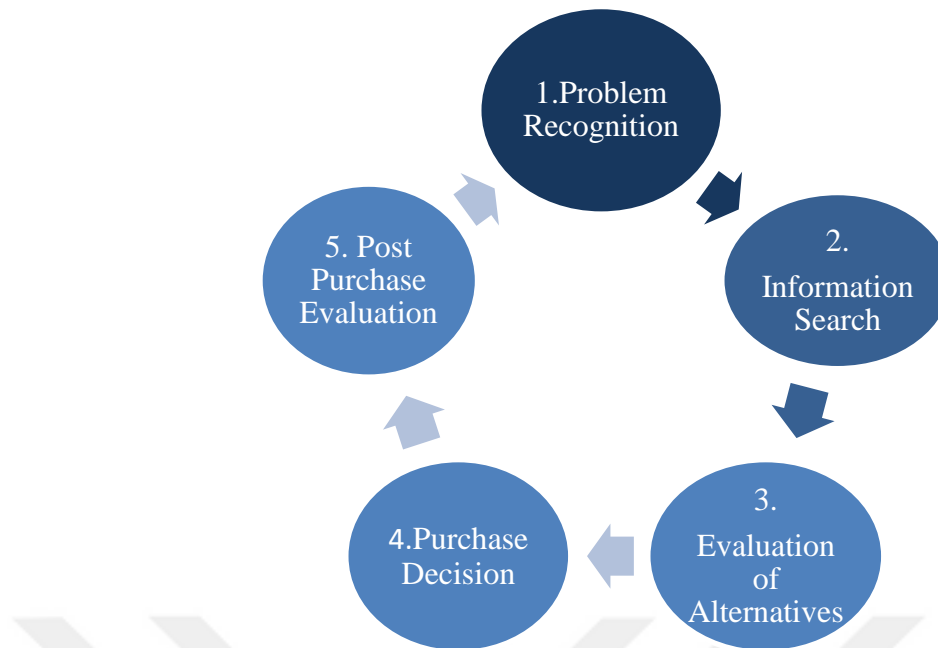 1.Problem
Recognition
2.
Information
Search
3.
Evaluation
of
Alternatives
4.Purchase
Decision
5. Post
Purchase
Evaluation